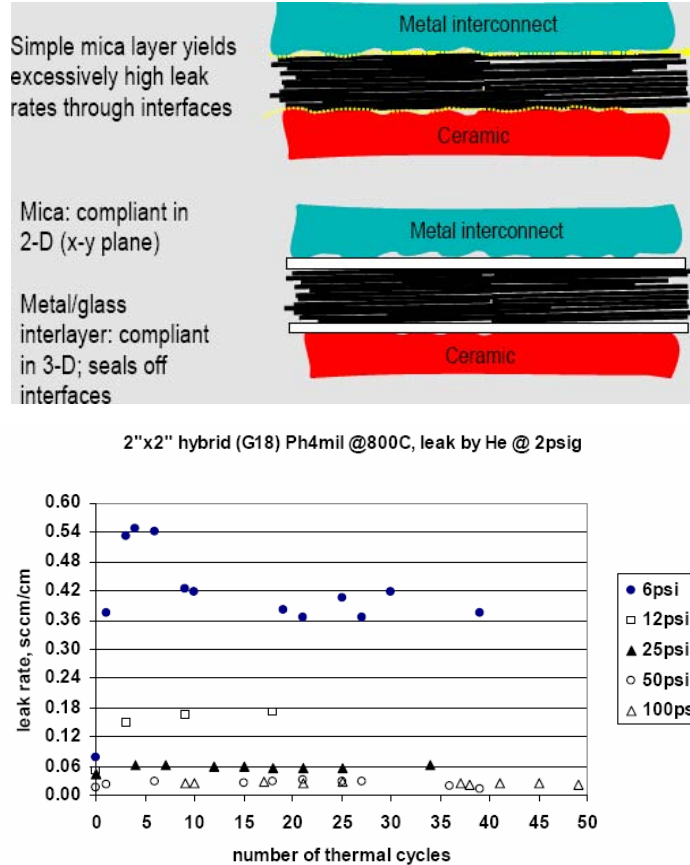 Simple mica layer yields
excessively high leak
rates through interfaces
Metal interconnect
Ceramic
Mica: compliant in
2-D (x-y plane)
Metal/glass
interlayer: compliant
in 3-D; seals off
interfaces
Metal interconnect
Ceramic
2"x2" hybrid (G18) Ph4mil @800C, leak by He @ 2psig
leak rate, sccm/cm
0.60
0.54
0.48
0.42
0.36
0.30
0.24
0.18
0.12
0.06
0.00
0 5 10 15 20 25 30 35 40 45 50
number of thermal cycles
6psi
12psi
25psi
50psi
100ps